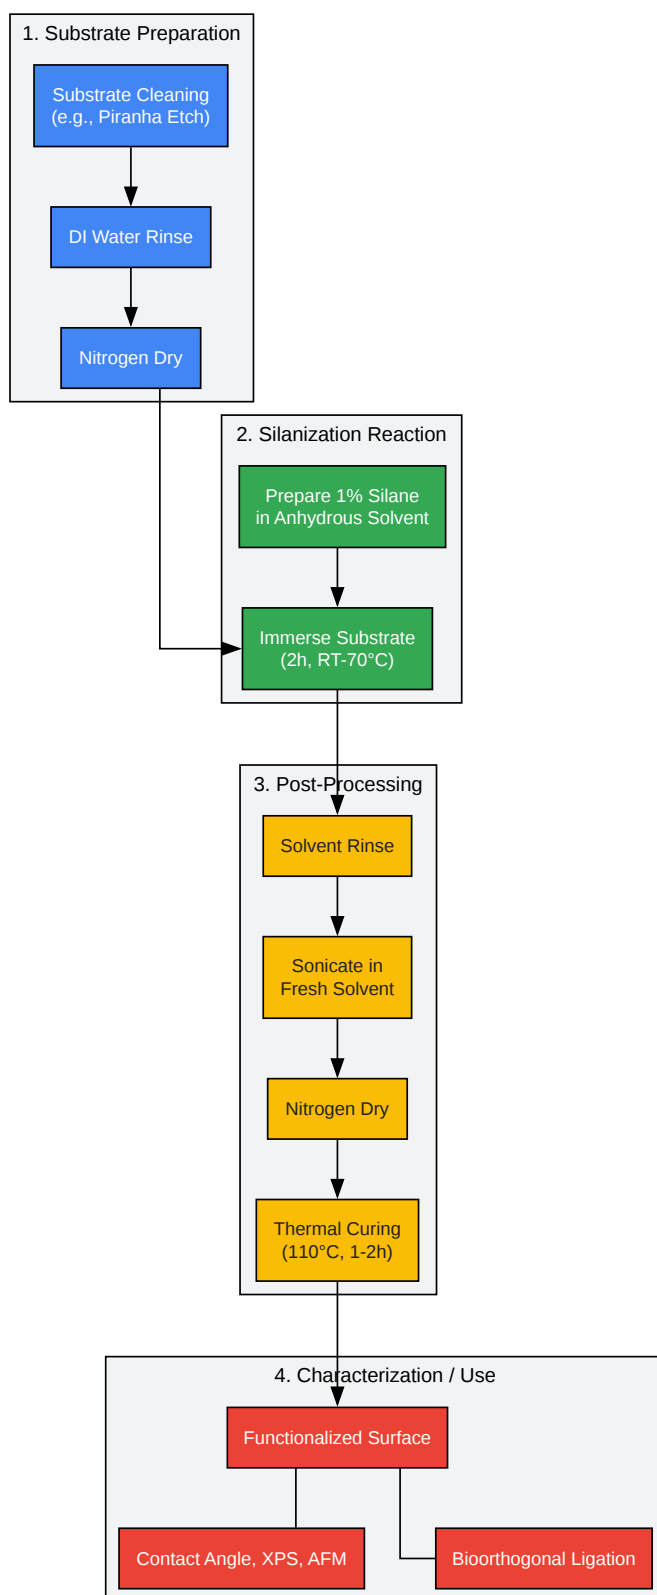 1. Substrate Preparation
Substrate Cleaning
(e.g., Piranha Etch)
DI Water Rinse
Nitrogen Dry
2. Silanization Reaction
Prepare 1% Silane
in Anhydrous Solvent
Immerse Substrate
(2h, RT-70°C)
3. Post-Processing
Solvent Rinse
Sonicate in
Fresh Solvent
Nitrogen Dry
Thermal Curing
(110°C, 1-2h)
4. Characterization / Use
Functionalized Surface
Contact Angle, XPS, AFM
Bioorthogonal Ligation